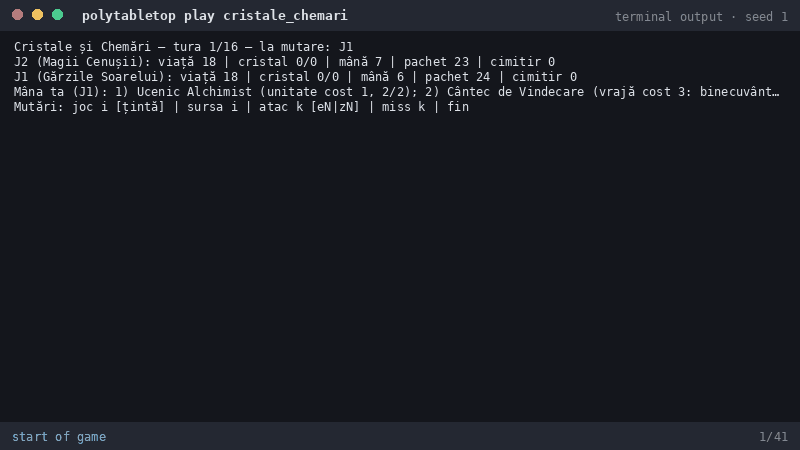 polytabletop play cristale_chemari
terminal output · seed 1
Cristale și Chemări — tura 1/16 — la mutare: J1
J2 (Magii Cenușii): viață 18 | cristal 0/0 | mână 7 | pachet 23 | cimitir 0
J1 (Gărzile Soarelui): viață 18 | cristal 0/0 | mână 6 | pachet 24 | cimitir 0
Mâna ta (J1): 1) Ucenic Alchimist (unitate cost 1, 2/2); 2) Cântec de Vindecare (vrajă cost 3: binecuvânt…
Mutări: joc i [țintă] | sursa i | atac k [eN|zN] | miss k | fin
start of game
1/41